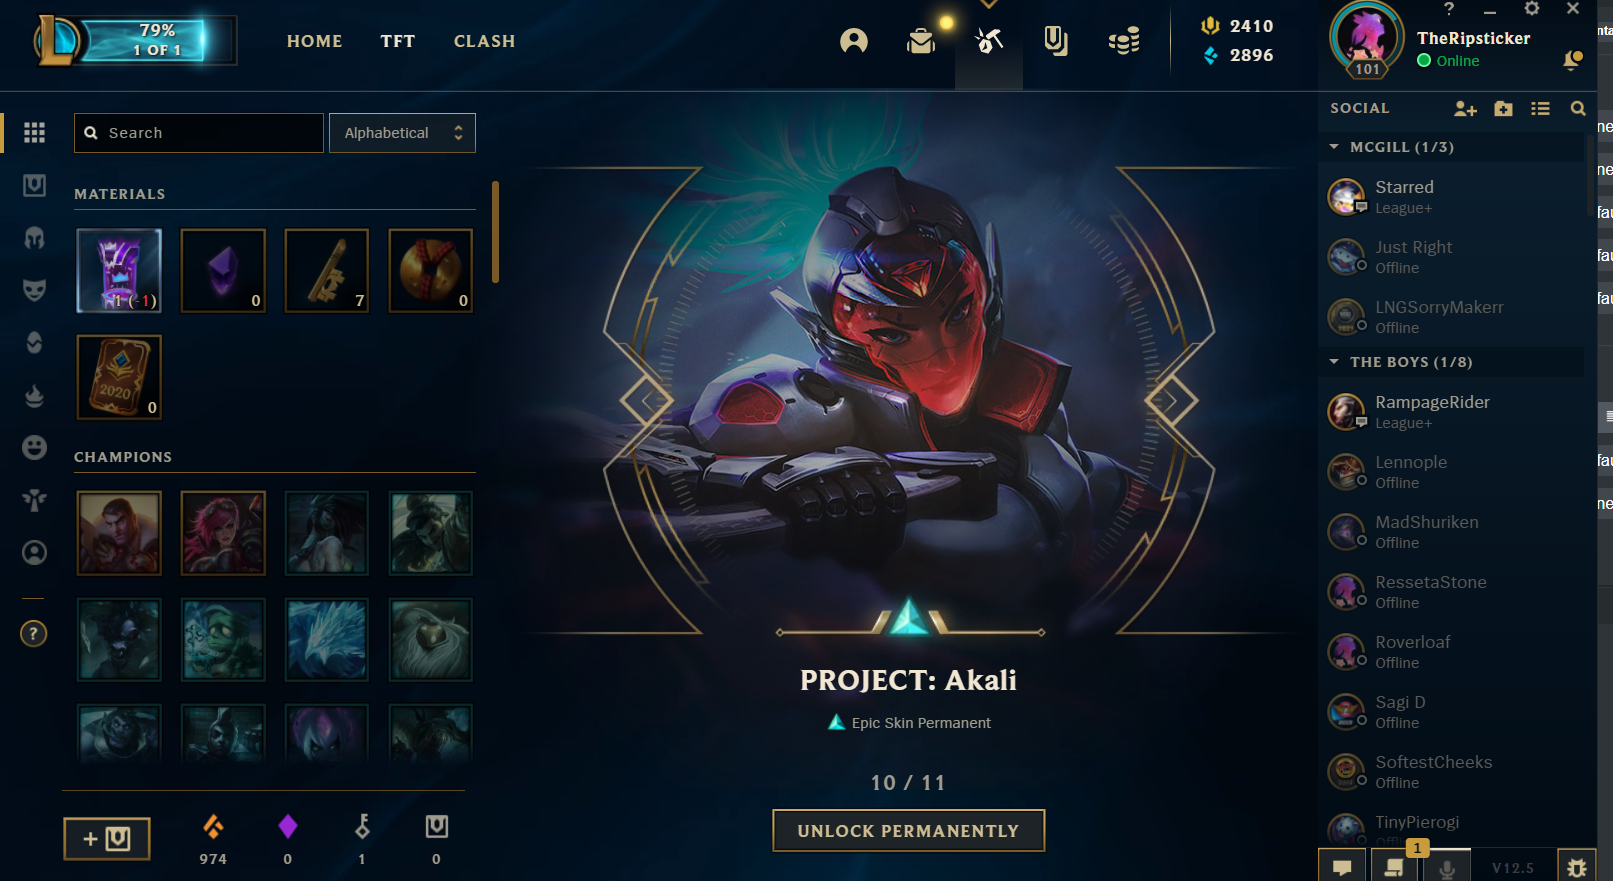 79%
1 OF 1
HOME
TFT
CLASH
2410
2896
?
101
TheRipsticker
Online
SOCIAL
Search
Alphabetical
MATERIALS
1 (-1)
0
7
0
2020
0
CHAMPIONS
?
974
0
1
0
PROJECT: Akali
Epic Skin Permanent
10 / 11
UNLOCK PERMANENTLY
MCGILL (1/3)
Starred
League+
Just Right
Offline
LNGSorryMakerr
Offline
THE BOYS (1/8)
RampageRider
League+
Lennople
Offline
MadShuriken
Offline
RessetaStone
Offline
Roverloaf
Offline
Sagi D
Offline
SoftestCheeks
Offline
TinyPierogi
1
V12.5